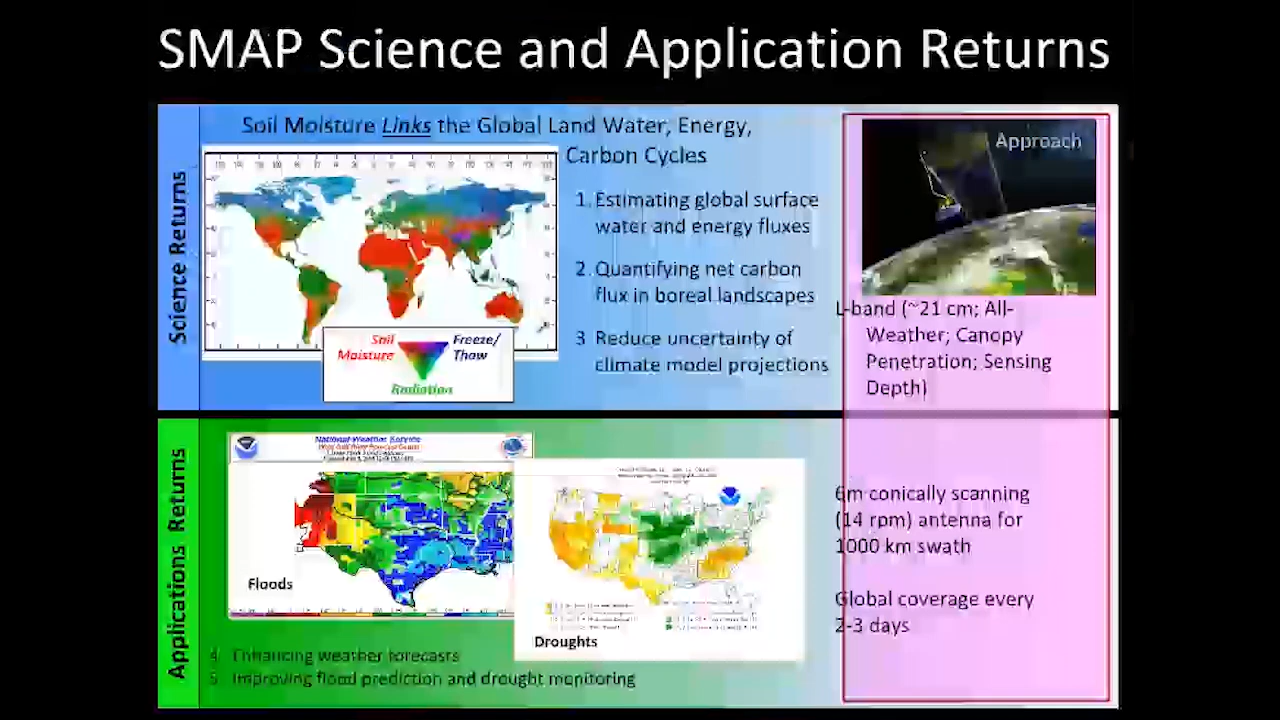 SMAP Science and Application Returns
Science Returns
Soil Moisture Links the Global Land Water, Energy,
Carbon Cycles
1. Estimating global surface
water and energy fluxes
2. Quantifying net carbon
flux in boreal landscapes
3 Reduce uncertainty of
climate model projections
Soil
Moisture
Freeze/
Thaw
Radiation
Approach
L-band (~21 cm; All-
Weather; Canopy
Penetration; Sensing
Depth)
6m conically scanning
(14 rpm) antenna for
1000 km swath
Global coverage every
2-3 days
Applications Returns
National Weather Service
Floods
Droughts
4. Enhancing weather forecasts
5. Improving flood prediction and drought monitoring